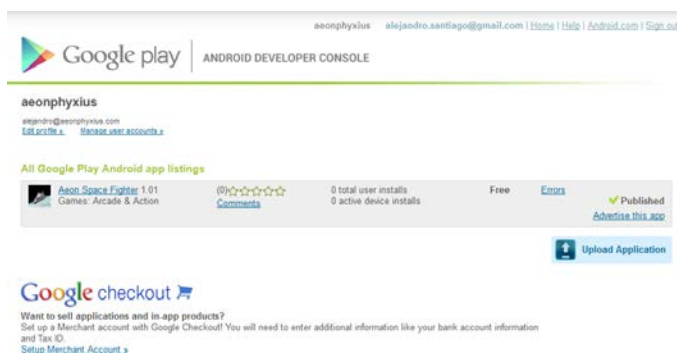 aeonphyxius alejandro.santiago@gmail.com | Home | Help | Android.com | Sign out
Google play ANDROID DEVELOPER CONSOLE
aeonphyxius
alejandro@aeonphyxius.com
Edit profile » Manage user accounts »
All Google Play Android app listings
Aeon Space Fighter 1.01 (0) 0 total user installs Free Errors
Games: Arcade & Action Comments 0 active device installs Published
Advertise this app
Upload Application
Google checkout
Want to sell applications and in-app products?
Set up a Merchant account with Google Checkout! You will need to enter additional information like your bank account information
and Tax ID.
Setup Merchant Account »